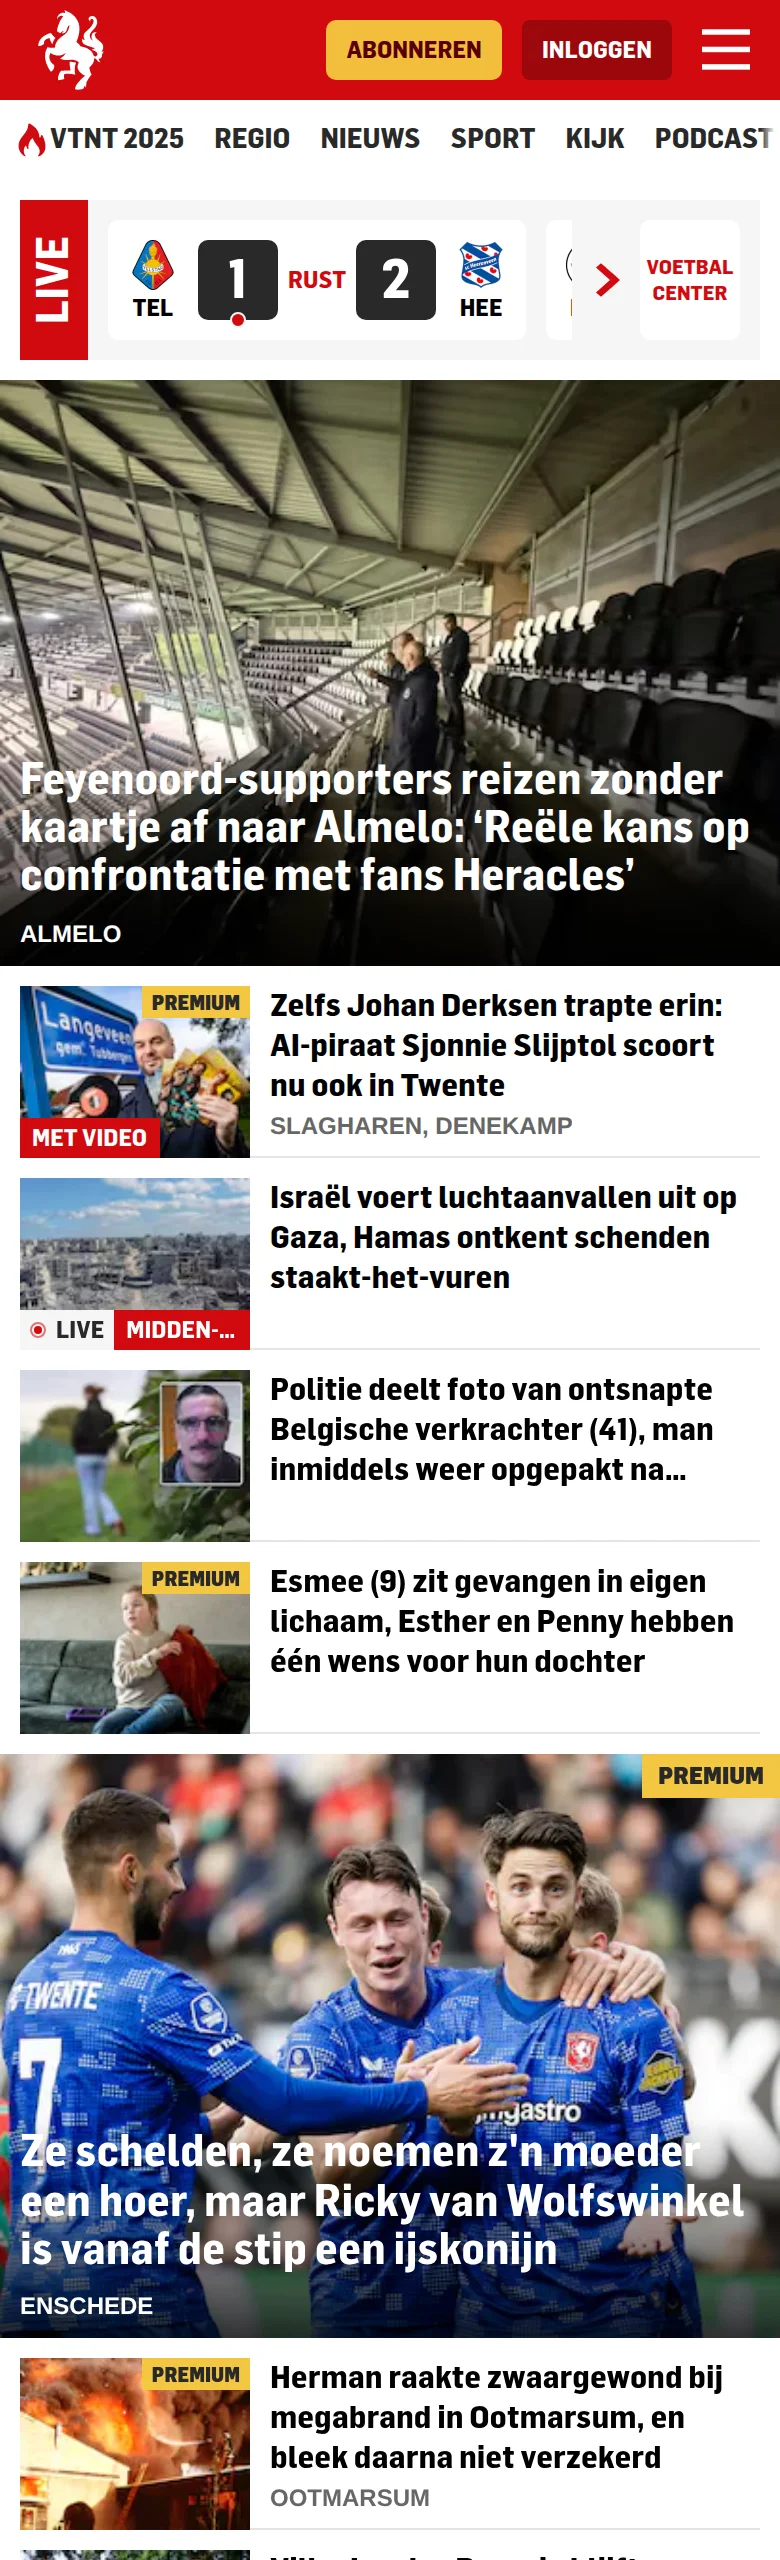 ABONNEREN
INLOGGEN
VTNT 2025 REGIO NIEUWS SPORT KIJK PODCAST
LIVE
TEL
1
RUST
2
HEE
VOETBAL
CENTER
Feyenoord-supporters reizen zonder
kaartje af naar Almelo: ‘Reële kans op
confrontatie met fans Heracles’
ALMELO
PREMIUM
Langeveen
gem. Tubbergen
MET VIDEO
Zelfs Johan Derksen trapte erin:
AI-piraat Sjonnie Slijptol scoort
nu ook in Twente
SLAGHAREN, DENEKAMP
LIVE MIDDEN-...
Israël voert luchtaanvallen uit op
Gaza, Hamas ontkent schenden
staakt-het-vuren
Politie deelt foto van ontsnapte
Belgische verkrachter (41), man
inmiddels weer opgepakt na...
PREMIUM
Esmee (9) zit gevangen in eigen
lichaam, Esther en Penny hebben
één wens voor hun dochter
PREMIUM
1965
TWENTE
7
Ze schelden, ze noemen z'n moeder
een hoer, maar Ricky van Wolfswinkel
is vanaf de stip een ijskonijn
ENSCHEDE
PREMIUM
Herman raakte zwaargewond bij
megabrand in Ootmarsum, en
bleek daarna niet verzekerd
OOTMARSUM